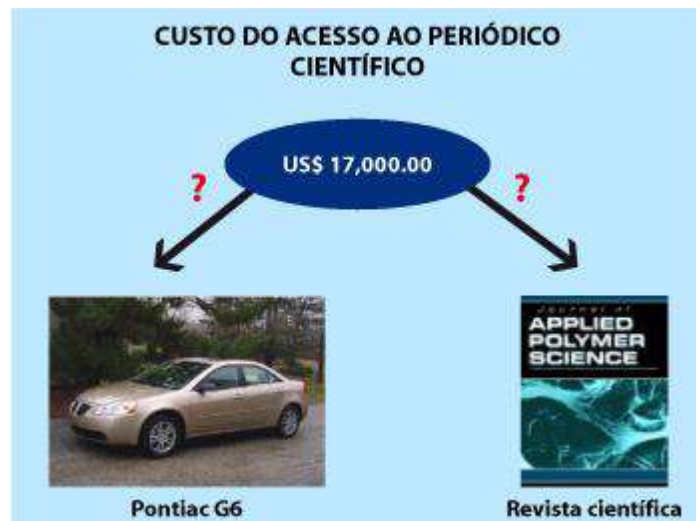 CUSTO DO ACESSO AO PERIÓDICO
CIENTÍFICO
US$ 17,000.00
?
?
Journal of
APPLIED
POLYMER
SCIENCE
Pontiac G6
Revista científica